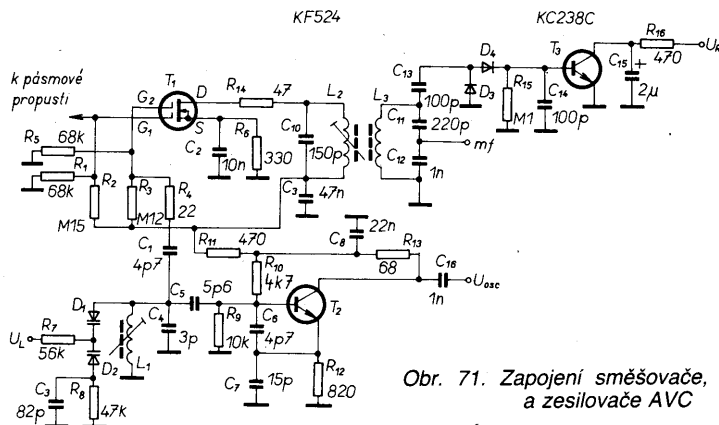 KF524
KC238C
k pásmové
propusti
T₁
G₂
G₁
D
S
R₁₄
47
L₂
L₃
C₁₃
100p
D₄
D₃
R₁₅
M1
T₃
C₁₄
100p
C₁₅
+
2µ
R₁₆
470
R₅
68k
R₁
68k
R₂
M15
R₃
M12
R₄
22
C₂
10n
R₆
330
C₁₀
150p
C₁₁
220p
C₁₂
1n
mf
C₃
47n
C₁
4p7
R₁₁
470
C₈
22n
R₁₃
68
C₁₆
1n
Uosc
R₁₀
4k7
C₅
5p6
T₂
D₁
U_L
R₇
56k
D₂
L₁
C₄
3p
R₉
10k
C₆
4p7
C₇
15p
R₁₂
820
C₃
82p
R₈
47k
Obr. 71. Zapojení směšovače,
a zesilovače AVC